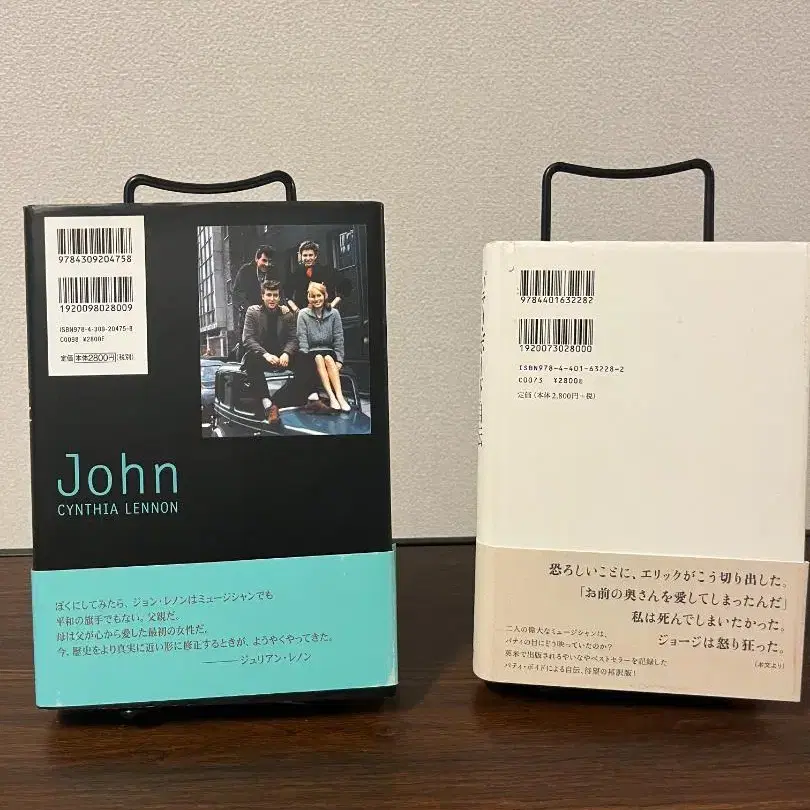 9784309204758
1920098028009
ISBN978-4-309-20475-8
C0098 ¥2800E
定価 本体2800円(税別)
John
CYNTHIA LENNON
ぼくにしてみたら、ジョン・レノンはミュージシャンでも
平和の旗手でもない。父親だ。
母は父が心から愛した最初の女性だ。
今、歴史をより真実に近い形に修正するときが、ようやくやってきた。
———ジュリアン・レノン
9784401632282
1920073028000
ISBN978-4-401-63228-2
C0073 ¥2800E
定価(本体2,800円+税)
恐ろしいことに、エリックがこう切り出した。
「お前の奥さんを愛してしまったんだ」
私は死んでしまいたかった。
ジョージは怒り狂った。
(本文より)
二人の偉大なミュージシャンは、
パティの目にどう映っていたのか?
英米で出版されるやいなやベストセラーを記録した
パティ・ボイドによる自伝、待望の邦訳版!